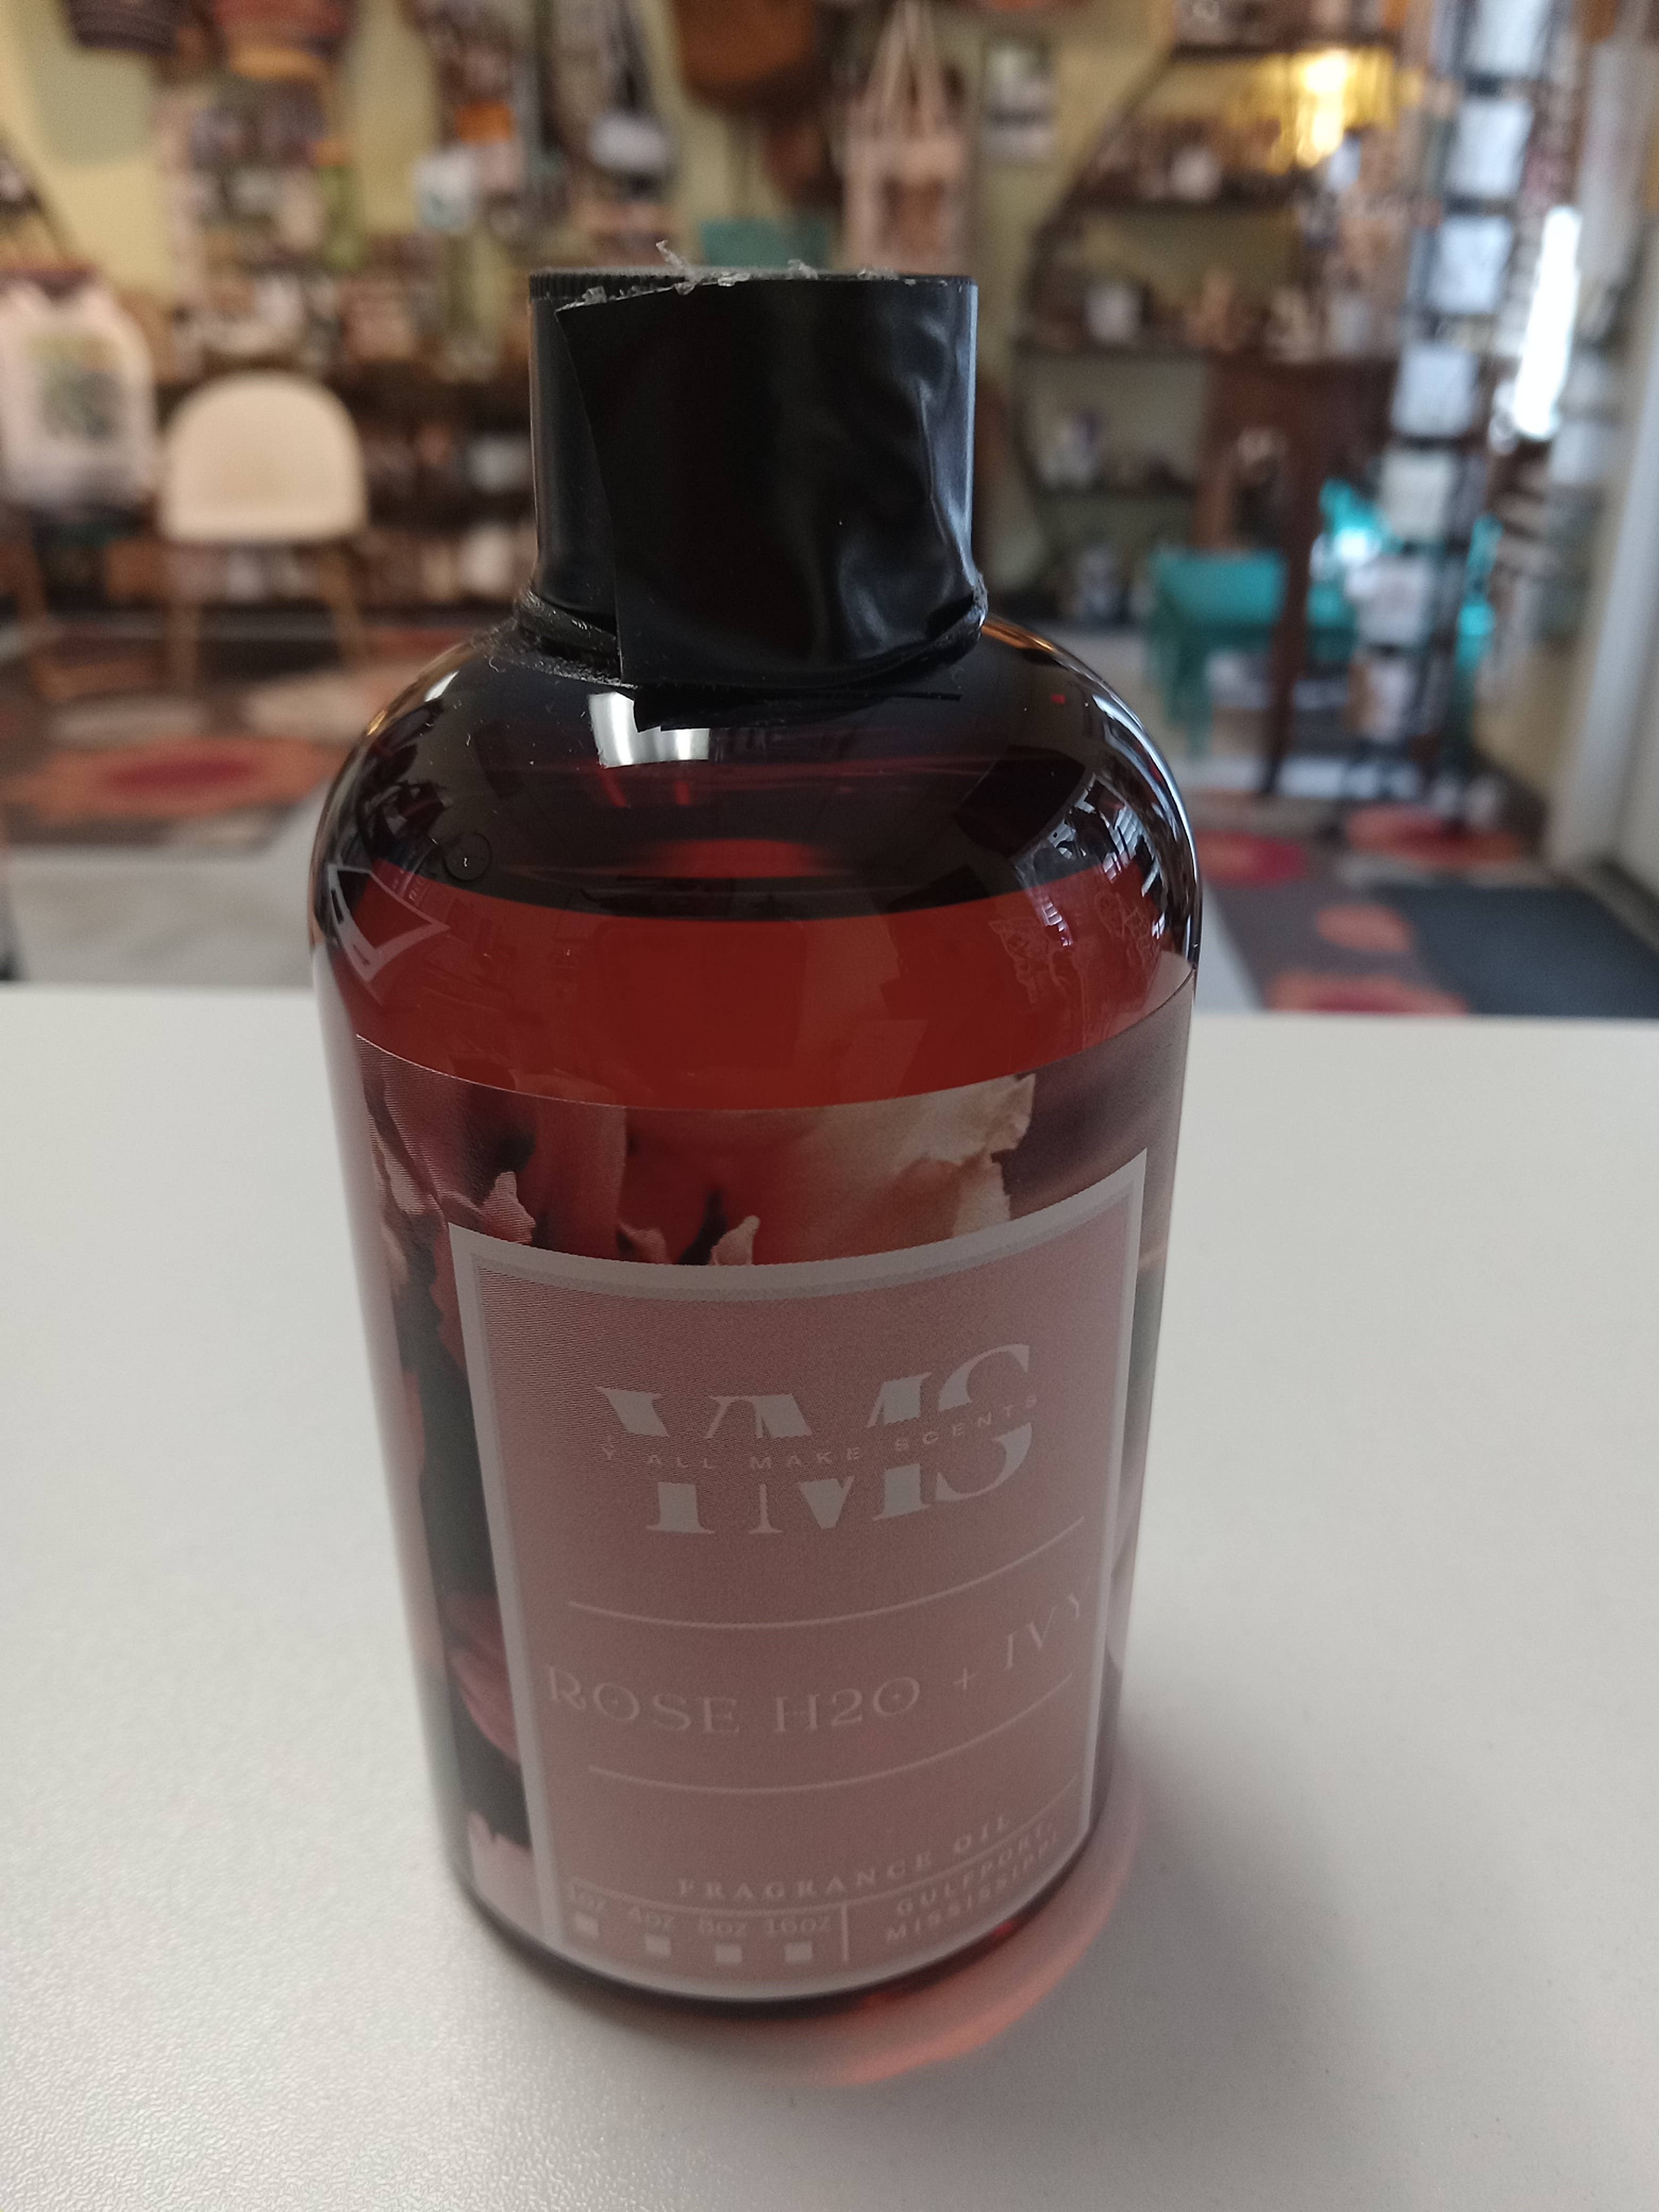 YMS
Y'ALL MAKE SCENTS
ROSE H2O + IVY
FRAGRANCE OIL
1oz 4oz 8oz 16oz
GULFPORT,
MISSISSIPPI